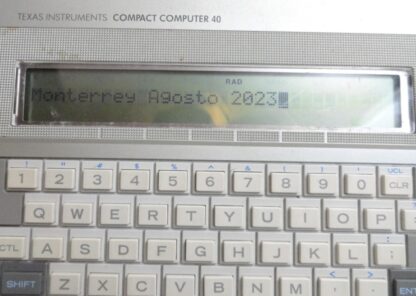 TEXAS INSTRUMENTS COMPACT COMPUTER 40
RAD
Monterrey Agosto 2023
! " # $ % ^ & ( ) UCL
1 2 3 4 5 6 7 8 9 0 CLR
Q W E R T Y U I O P
CTL A S D F G H J K L ;
SHIFT Z X C V B N M < >